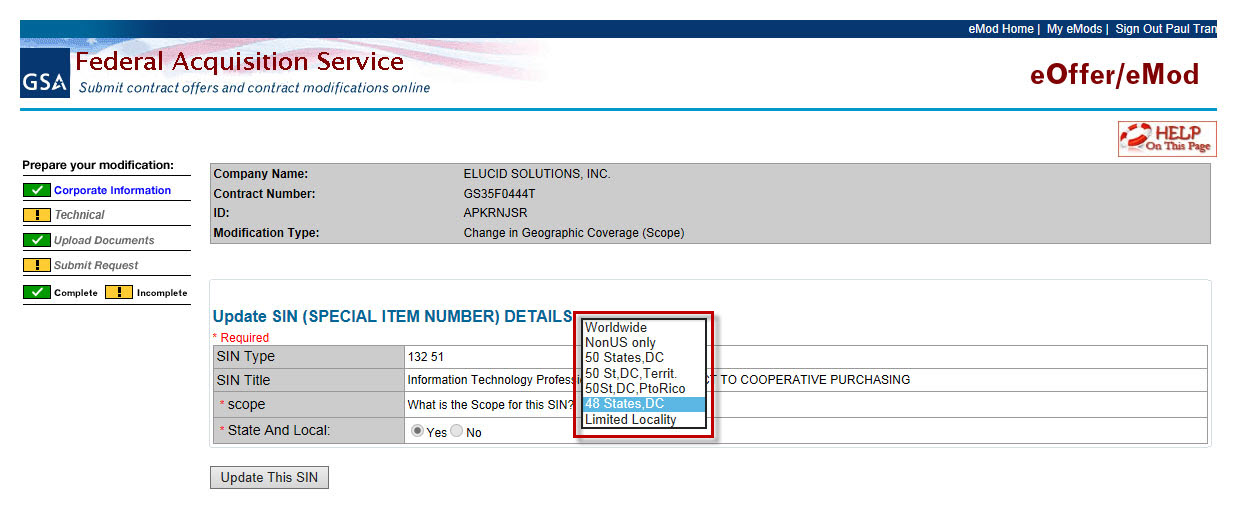 eMod Home | My eMods | Sign Out Paul Tran
GSA
Federal Acquisition Service
Submit contract offers and contract modifications online
eOffer/eMod
HELP
On This Page
Prepare your modification:
Corporate Information
! Technical
Upload Documents
! Submit Request
Complete ! Incomplete
Company Name: ELUCID SOLUTIONS, INC.
Contract Number: GS35F0444T
ID: APKRNJSR
Modification Type: Change in Geographic Coverage (Scope)
Update SIN (SPECIAL ITEM NUMBER) DETAILS
* Required
SIN Type 132 51
SIN Title Information Technology TO COOPERATIVE PURCHASING
* scope What is the Scope for this SIN?
* State And Local: Yes No
Worldwide
NonUS only
50 States,DC
50 St,DC,Territ.
50St,DC,PtoRico
48 States,DC
Limited Locality
Update This SIN